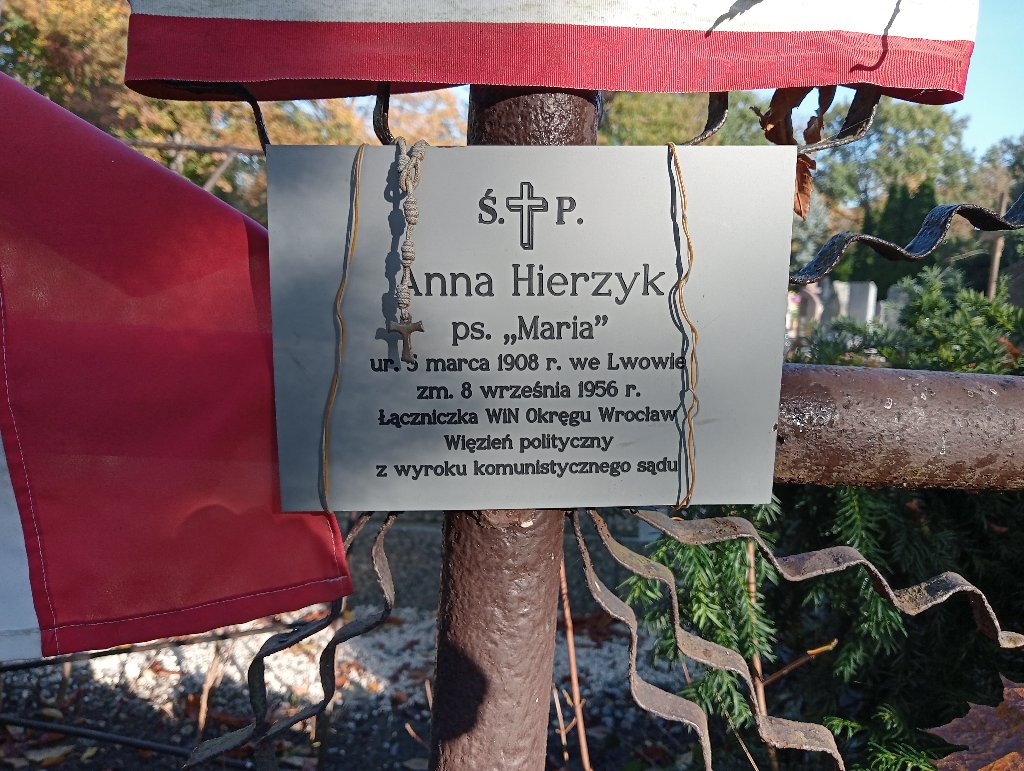 Ś. P.
Anna Hierzyk
ps. „Maria”
ur. marca 1908 r. we Lwowie
zm. 8 września 1956 r.
Łączniczka WiN Okręgu Wrocław
Więzień polityczny
z wyroku komunistycznego sądu